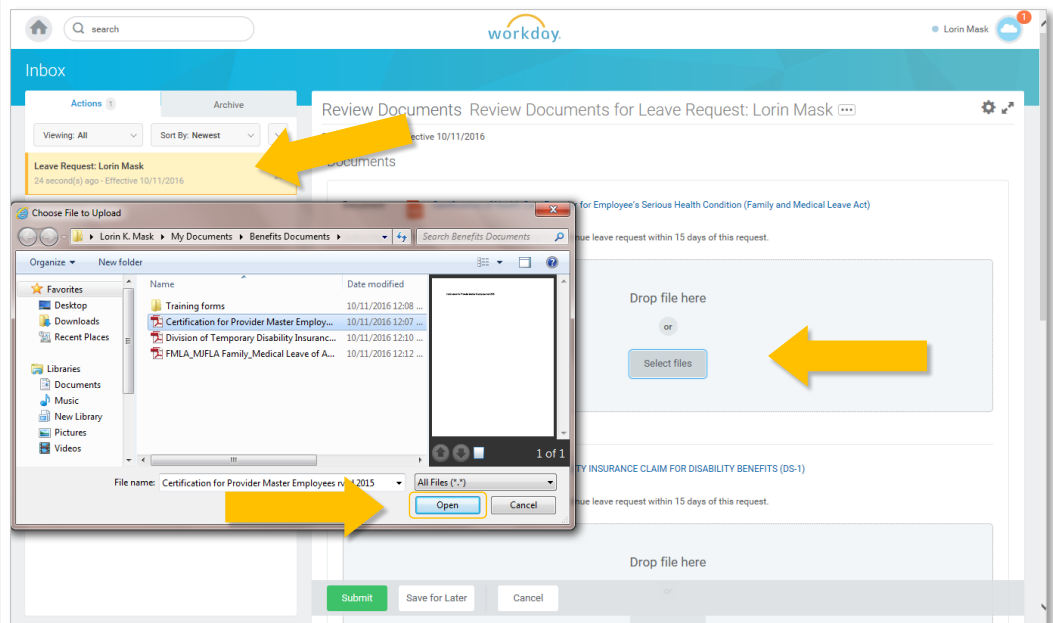 search
workday.
Lorin Mask
1
Inbox
Actions 1
Archive
Viewing: All
Sort By: Newest
Leave Request: Lorin Mask
24 second(s) ago - Effective 10/11/2016
Review Documents Review Documents for Leave Request: Lorin Mask
ective 10/11/2016
Documents
for Employee's Serious Health Condition (Family and Medical Leave Act)
nue leave request within 15 days of this request.
Drop file here
or
Select files
TY INSURANCE CLAIM FOR DISABILITY BENEFITS (DS-1)
nue leave request within 15 days of this request.
Drop file here
or
Submit
Save for Later
Cancel
Choose File to Upload
Lorin K. Mask
My Documents
Benefits Documents
Search Benefits Documents
Organize
New folder
Favorites
Desktop
Downloads
Recent Places
Libraries
Documents
Music
New Library
Pictures
Videos
Name
Date modified
Training forms 10/11/2016 12:08 ...
Certification for Provider Master Employ... 10/11/2016 12:07 ...
Division of Temporary Disability Insuranc... 10/11/2016 12:10 ...
FMLA_MJFLA Family_Medical Leave of A... 10/11/2016 12:12 ...
1 of 1
File name: Certification for Provider Master Employees 2015
All Files (*.*)
Open
Cancel